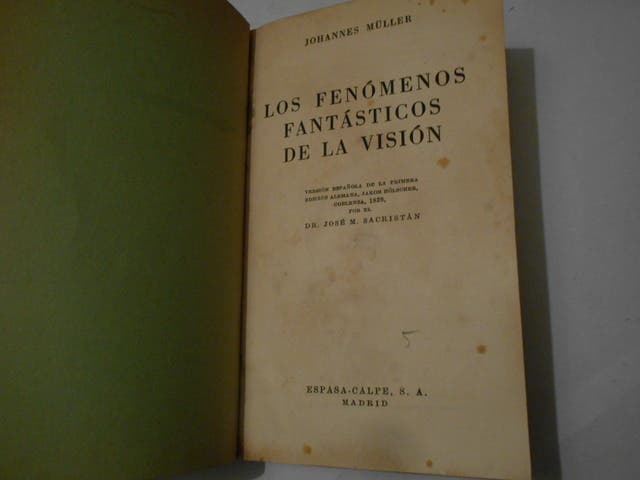 JOHANNES MÜLLER
LOS FENÓMENOS
FANTÁSTICOS
DE LA VISIÓN
VERSIÓN ESPAÑOLA DE LA PRIMERA
EDICIÓN ALEMANA, JAKOB HÖLSCHER,
COBLENZA, 1826,
POR EL
DR. JOSÉ M. SACRISTÁN
5
ESPASA-CALPE, S. A.
MADRID